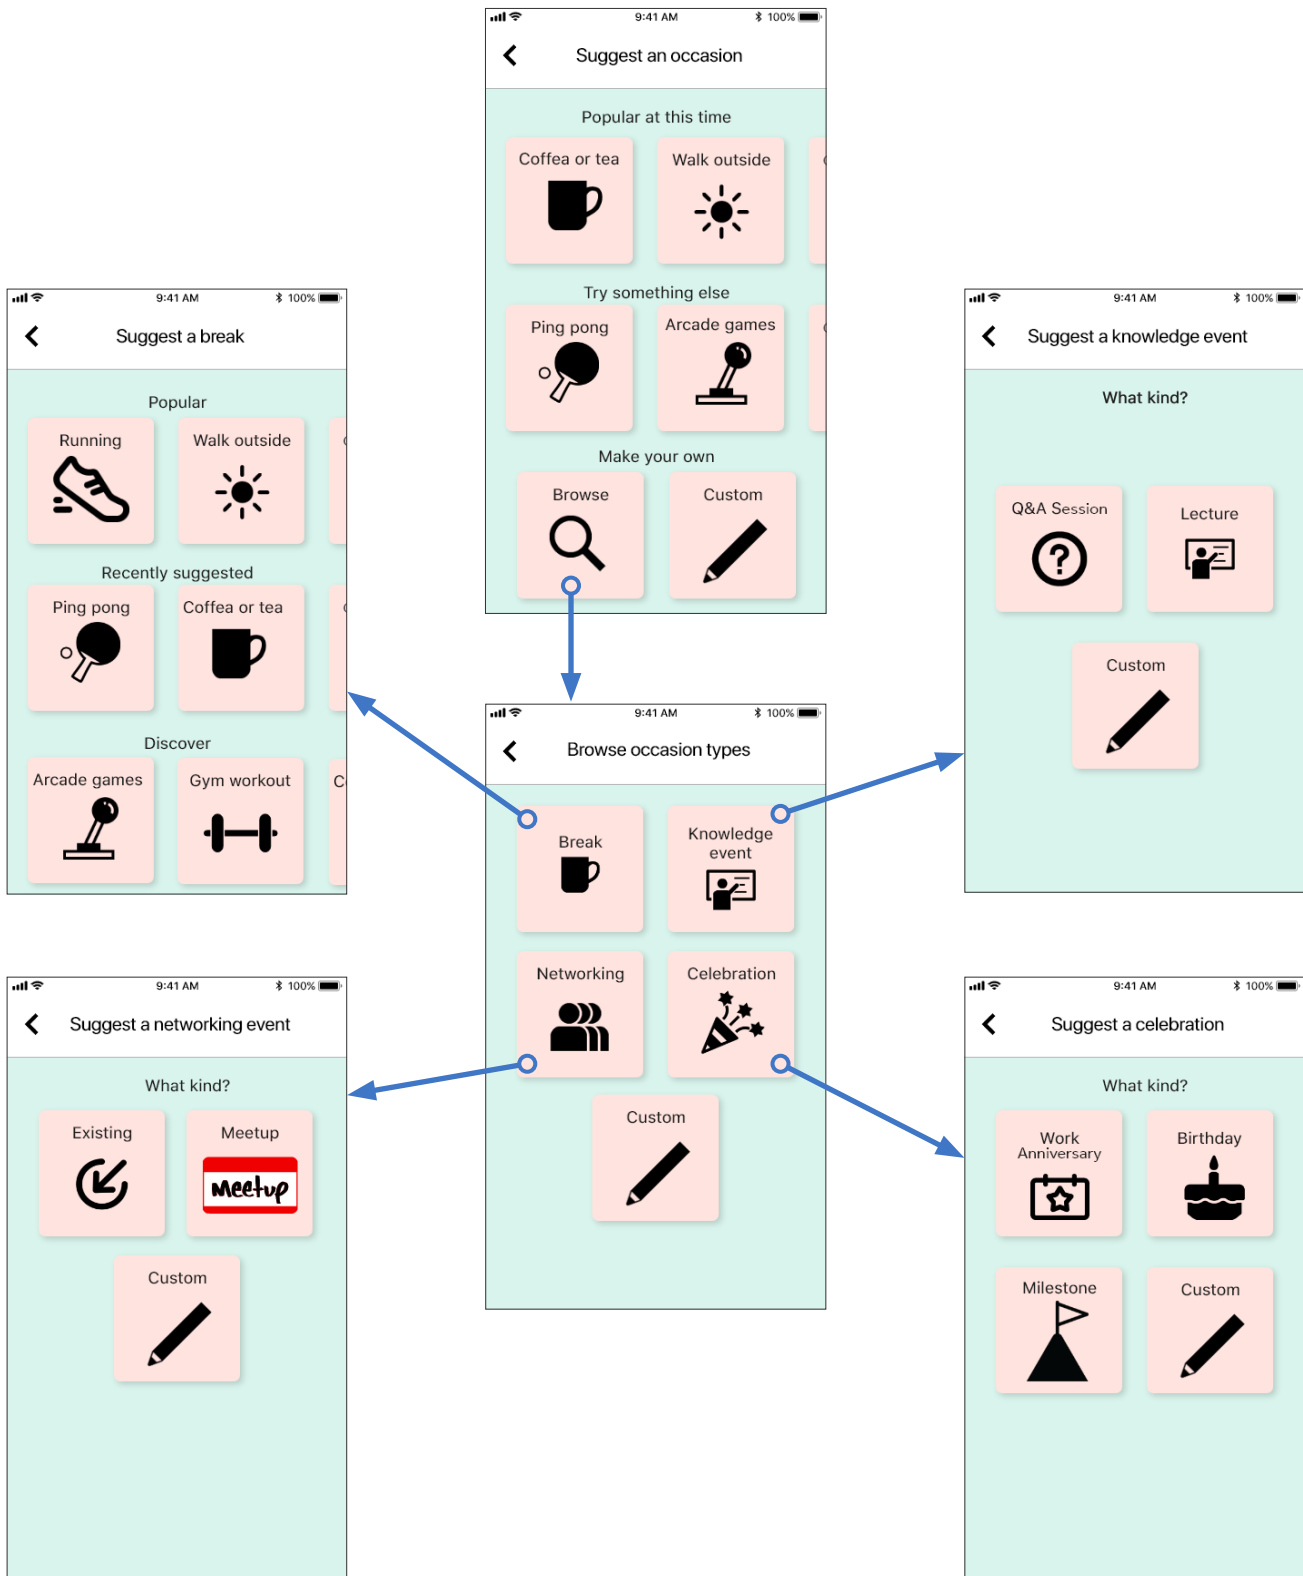 9:41 AM
100%
Suggest an occasion
Popular at this time
Coffea or tea
Walk outside
Try something else
Ping pong
Arcade games
Make your own
Browse
Custom
9:41 AM
100%
Suggest a break
Popular
Running
Walk outside
Recently suggested
Ping pong
Coffea or tea
Discover
Arcade games
Gym workout
9:41 AM
100%
Suggest a knowledge event
What kind?
Q&A Session
Lecture
Custom
9:41 AM
100%
Browse occasion types
Break
Knowledge
event
Networking
Celebration
Custom
9:41 AM
100%
Suggest a networking event
What kind?
Existing
Meetup
Meetup
Custom
9:41 AM
100%
Suggest a celebration
What kind?
Work
Anniversary
Birthday
Milestone
Custom